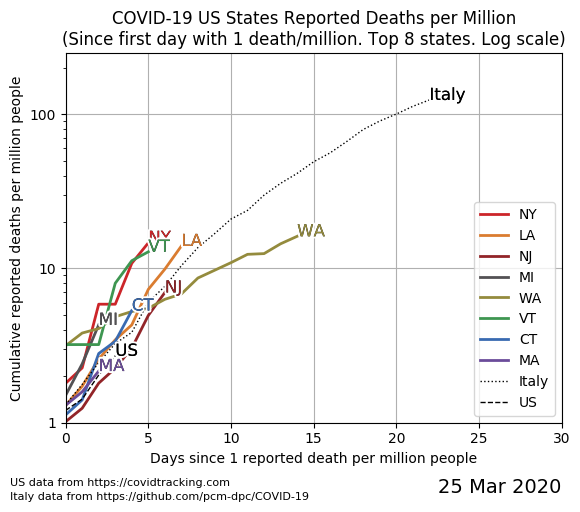 COVID-19 US States Reported Deaths per Million
(Since first day with 1 death/million. Top 8 states. Log scale)
Cumulative reported deaths per million people
100
10
1
Italy
WA
NY
VT
LA
NJ
CT
MI
US
MA
NY
LA
NJ
MI
WA
VT
CT
MA
Italy
US
0 5 10 15 20 25 30
Days since 1 reported death per million people
US data from https://covidtracking.com
Italy data from https://github.com/pcm-dpc/COVID-19
25 Mar 2020